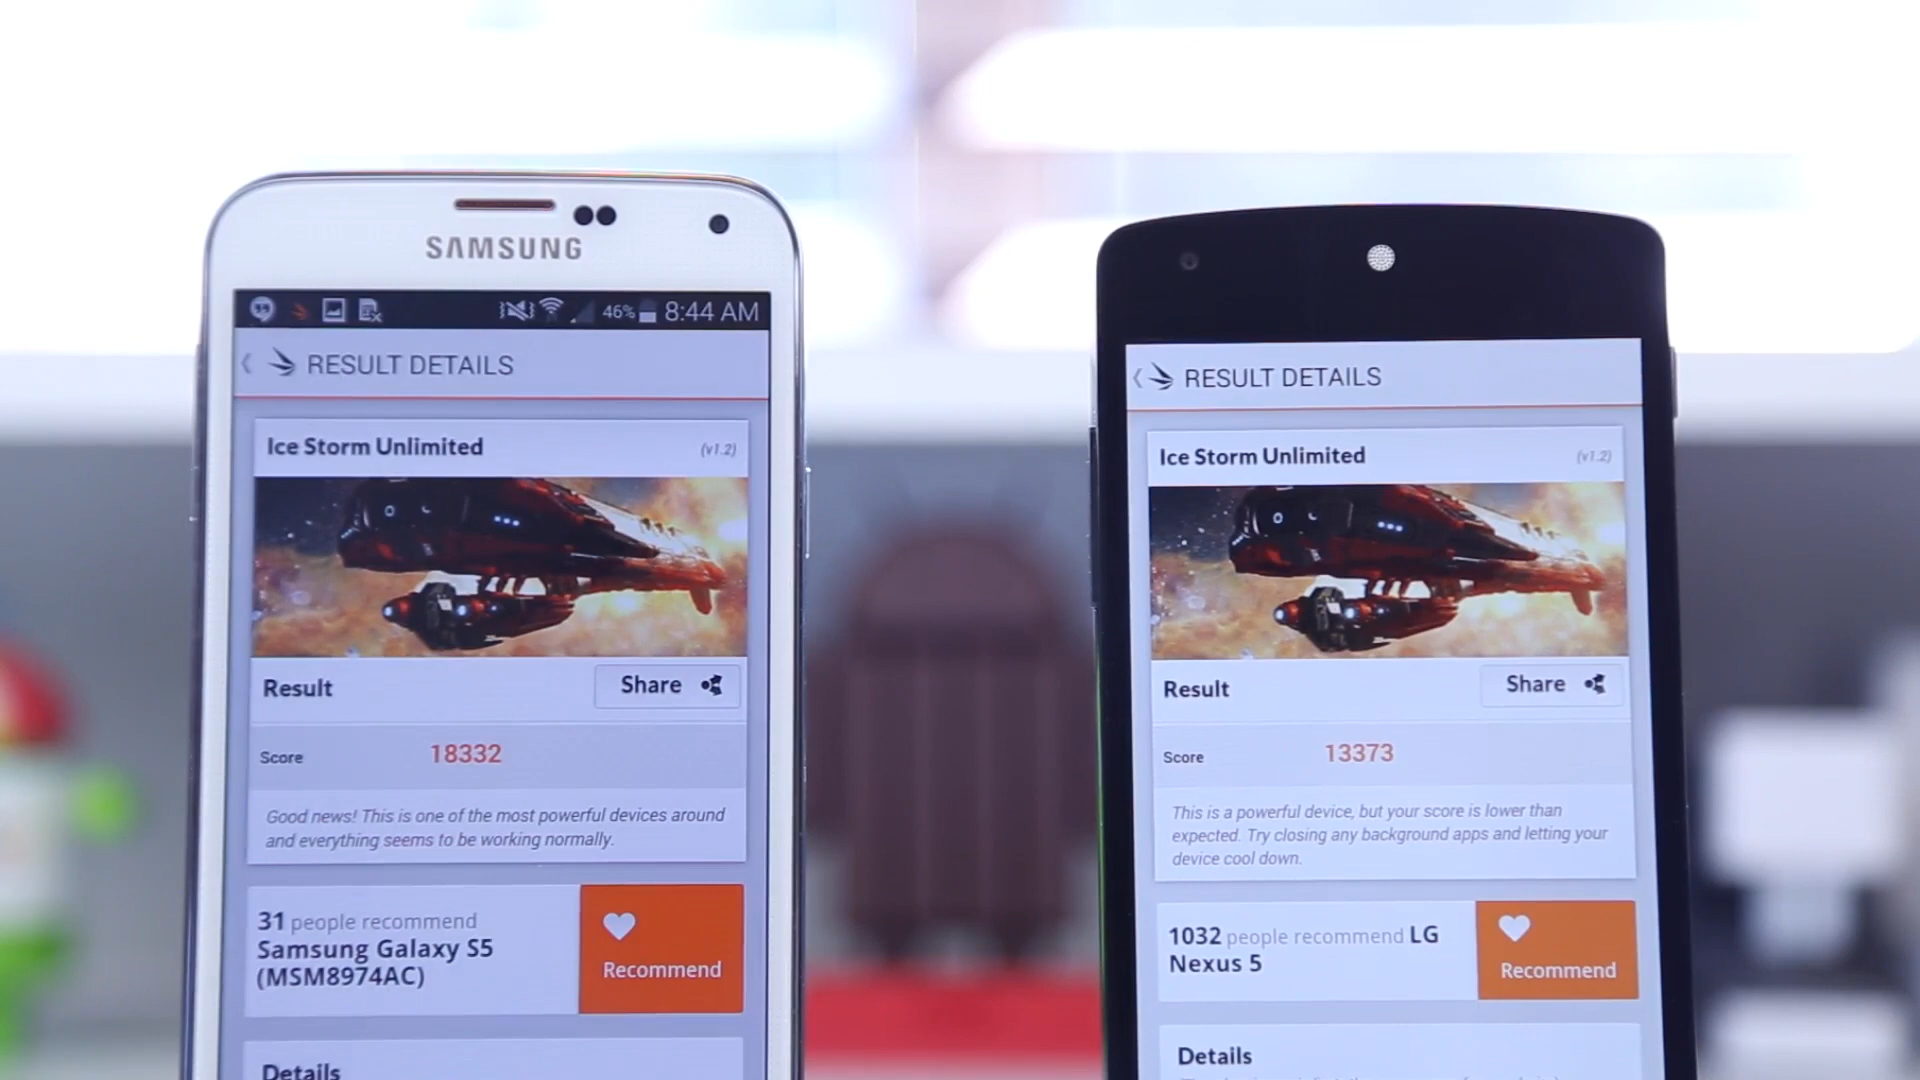 SAMSUNG
46% 8:44 AM
RESULT DETAILS
Ice Storm Unlimited (v1.2)
Result Share
Score 18332
Good news! This is one of the most powerful devices around
and everything seems to be working normally.
31 people recommend
Samsung Galaxy S5
(MSM8974AC)
Recommend
Details
RESULT DETAILS
Ice Storm Unlimited (v1.2)
Result Share
Score 13373
This is a powerful device, but your score is lower than
expected. Try closing any background apps and letting your
device cool down.
1032 people recommend LG
Nexus 5
Recommend
Details